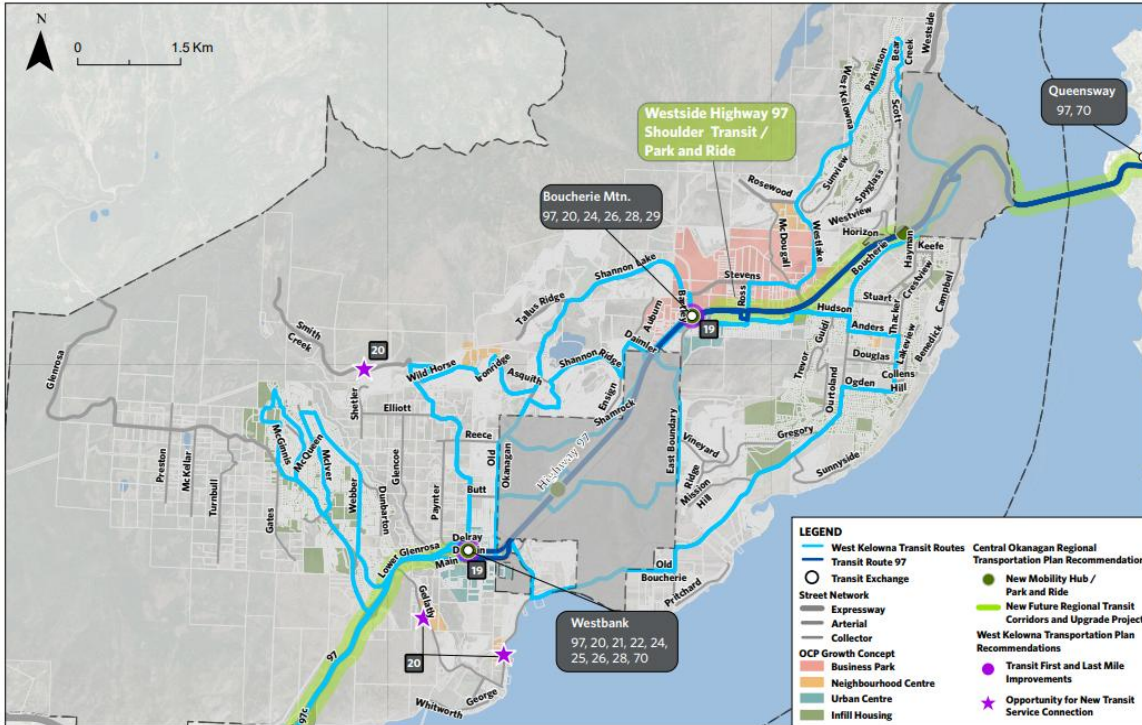 N
0 1.5 Km
Queensway
97, 70
Westside Highway 97
Shoulder Transit /
Park and Ride
Boucherie Mtn.
97, 20, 24, 26, 28, 29
Westbank
97, 20, 21, 22, 24,
25, 26, 28, 70
Westside
Bear
Creek
Parkinson
West Kelowna
Scott
Sunview
Spyglass
Rosewood
Westview
McDougall
Westlake
Horizon
Hayman
Keefe
Boucherie
Crestview
Campbell
Stuart
Thacker
Lakeview
Benedick
Stevens
Ross
Hudson
Anders
Guidi
Trevor
Douglas
Collens
Hill
Ogden
Ourtoland
Gregory
Sunnyside
Shannon Lake
Bartley
19
Tallus Ridge
Auburn
Daimler
Smith
Creek
20
Wild Horse
Ironridge
Asquith
Shannon Ridge
Ensign
Shamrock
Highway 97
East Boundary
Vineyard
Ridge
Mission
Hill
Glenrosa
Shetler
Elliott
Reece
Old
Okanagan
McGinnis
McQueen
McIver
Webber
Glencoe
Dunbarton
Paynter
Butt
Preston
McKellar
Turnbull
Gates
Lower Glenrosa
Delray
Main
19
Old
Boucherie
Pritchard
Gellatly
20
97
97c
Whitworth
George
LEGEND
West Kelowna Transit Routes
Transit Route 97
Transit Exchange
Street Network
Expressway
Arterial
Collector
OCP Growth Concept
Business Park
Neighbourhood Centre
Urban Centre
Infill Housing
Central Okanagan Regional
Transportation Plan Recommendation
New Mobility Hub /
Park and Ride
New Future Regional Transit
Corridors and Upgrade Project
West Kelowna Transportation Plan
Recommendations
Transit First and Last Mile
Improvements
Opportunity for New Transit
Service Connection